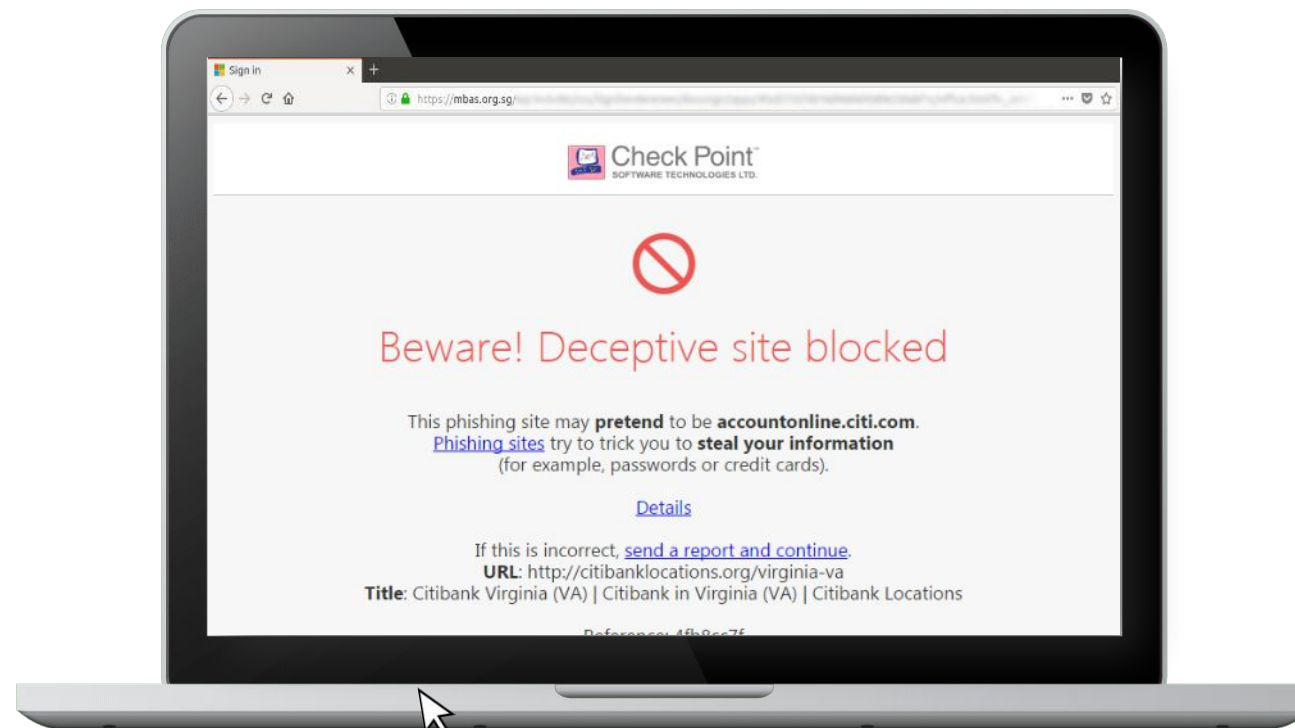 Sign in
https://mbas.org.sg/
Check Point™
SOFTWARE TECHNOLOGIES LTD.
Beware! Deceptive site blocked
This phishing site may pretend to be accountonline.citi.com.
Phishing sites try to trick you to steal your information
(for example, passwords or credit cards).
Details
If this is incorrect, send a report and continue.
URL: http://citibanklocations.org/virginia-va
Title: Citibank Virginia (VA) | Citibank in Virginia (VA) | Citibank Locations